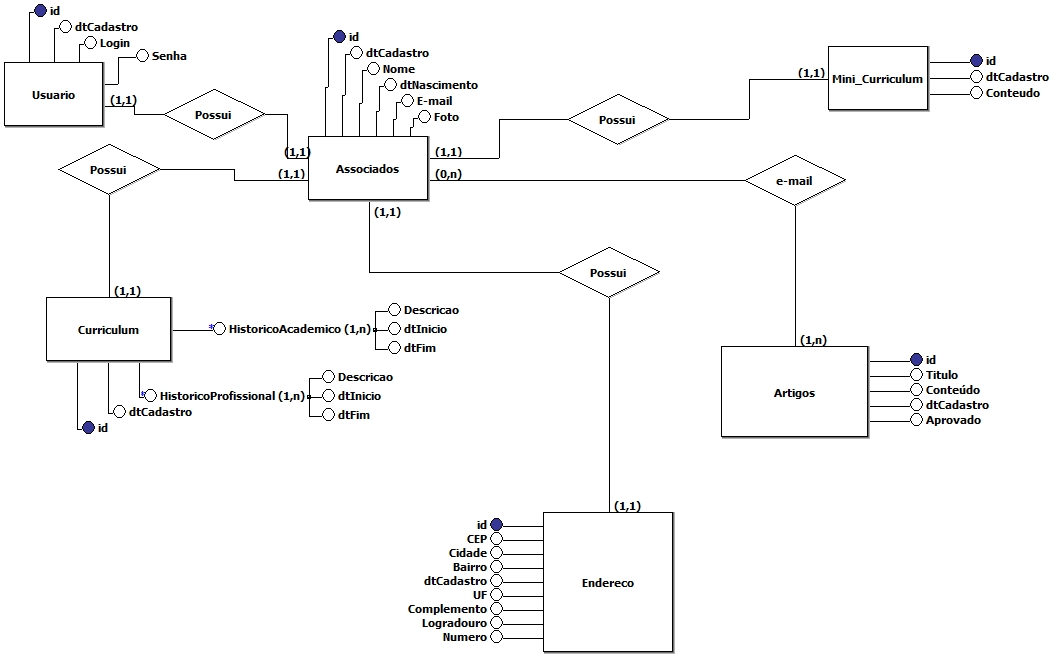 id
dtCadastro
Login
Senha
Usuario
(1,1)
Possui
(1,1)
id
dtCadastro
Nome
dtNascimento
E-mail
Foto
Associados
(1,1)
Possui
(1,1)
Mini_Curriculum
id
dtCadastro
Conteudo
Possui
(1,1)
(0,n)
e-mail
(1,1)
Possui
(1,1)
Curriculum
HistoricoAcademico (1,n)
Descricao
dtInicio
dtFim
HistoricoProfissional (1,n)
Descricao
dtInicio
dtFim
dtCadastro
id
(1,n)
Artigos
id
Titulo
Conteúdo
dtCadastro
Aprovado
(1,1)
Endereco
id
CEP
Cidade
Bairro
dtCadastro
UF
Complemento
Logradouro
Numero